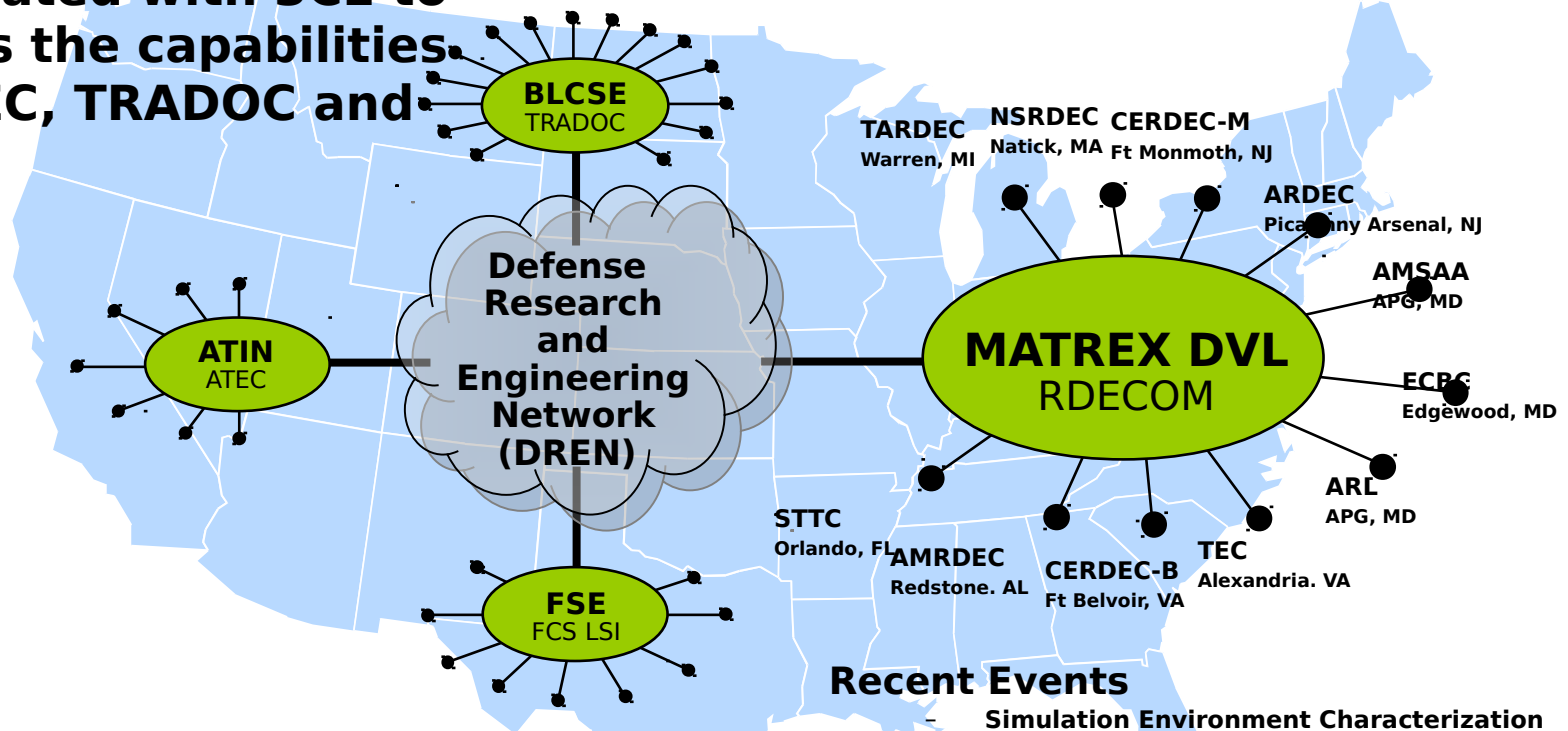 s the capabilities
TRADOC and
BLCSE
TRADOC
TARDEC
Warren, MI
NSRDEC
Natick, MA
CERDEC-M
Ft Monmoth, NJ
ARDEC
Picatinny Arsenal, NJ
AMSAA
APG, MD
ECBC
Edgewood, MD
ARL
APG, MD
Defense
Research
and
Engineering
Network
(DREN)
ATIN
ATEC
MATREX DVL
RDECOM
STTC
Orlando, FL
AMRDEC
Redstone. AL
CERDEC-B
Ft Belvoir, VA
TEC
Alexandria. VA
FSE
FCS LSI
Recent Events
– Simulation Environment Characterization